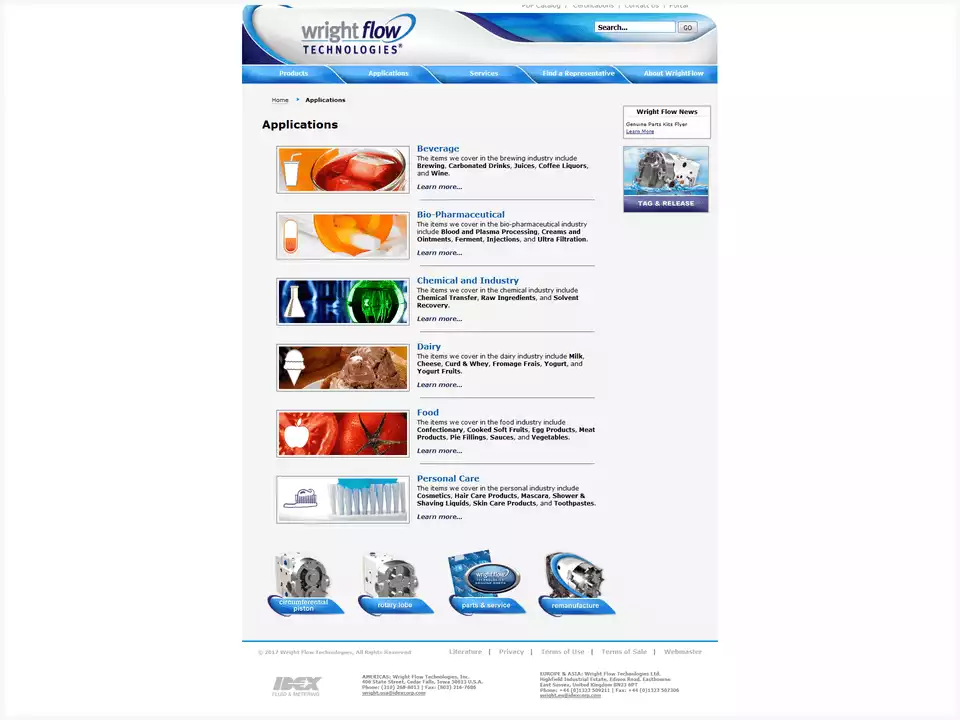 PDF Catalog | Certifications | Contact Us | Portal
wright flow
TECHNOLOGIES®
Search...
GO
Products
Applications
Services
Find a Representative
About WrightFlow
Home
Applications
Wright Flow News
Genuine Parts Kits Flyer
Learn More
TAG & RELEASE
Applications
Beverage
The items we cover in the brewing industry include
Brewing, Carbonated Drinks, Juices, Coffee Liquors,
and Wine.
Learn more...
Bio-Pharmaceutical
The items we cover in the bio-pharmaceutical industry
include Blood and Plasma Processing, Creams and
Ointments, Ferment, Injections, and Ultra Filtration.
Learn more...
Chemical and Industry
The items we cover in the chemical industry include
Chemical Transfer, Raw Ingredients, and Solvent
Recovery.
Learn more...
Dairy
The items we cover in the dairy industry include Milk,
Cheese, Curd & Whey, Fromage Frais, Yogurt, and
Yogurt Fruits.
Learn more...
Food
The items we cover in the food industry include
Confectionary, Cooked Soft Fruits, Egg Products, Meat
Products, Pie Fillings, Sauces, and Vegetables.
Learn more...
Personal Care
The items we cover in the personal industry include
Cosmetics, Hair Care Products, Mascara, Shower &
Shaving Liquids, Skin Care Products, and Toothpastes.
Learn more...
circumferential
piston
rotary lobe
wright flow
TECHNOLOGIES
parts & service
remanufacture
© 2017 Wright Flow Technologies, All Rights Reserved
Literature | Privacy | Terms of Use | Terms of Sale | Webmaster
IDEX
FLUID & METERING
AMERICAS: Wright Flow Technologies, Inc.
406 State Street, Cedar Falls, Iowa 50613 U.S.A.
Phone: (319) 268-8013 | Fax:
wright.usa@idexcorp.com
EUROPE & ASIA: Wright Flow Technologies Ltd.
Highfield Industrial Estate, Edison Road, Eastbourne
East Sussex, United Kingdom BN23 6PT
Phone: +44 (0)1323 509211 | Fax: +44 (0)1323 507306
wright.eu@idexcorp.com